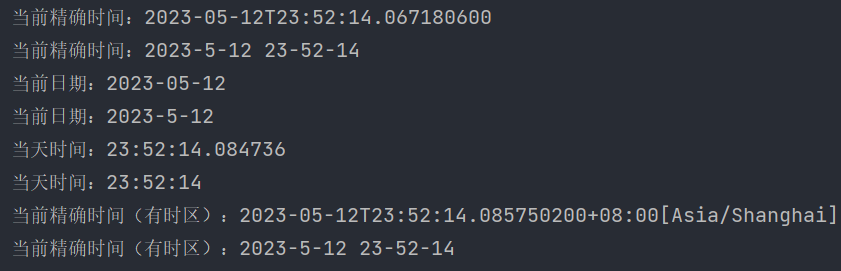 当前精确时间：2023-05-12T23:52:14.067180600
当前精确时间：2023-5-12 23-52-14
当前日期：2023-05-12
当前日期：2023-5-12
当天时间：23:52:14.084736
当天时间：23:52:14
当前精确时间（有时区）：2023-05-12T23:52:14.085750200+08:00[Asia/Shanghai]
当前精确时间（有时区）：2023-5-12 23-52-14